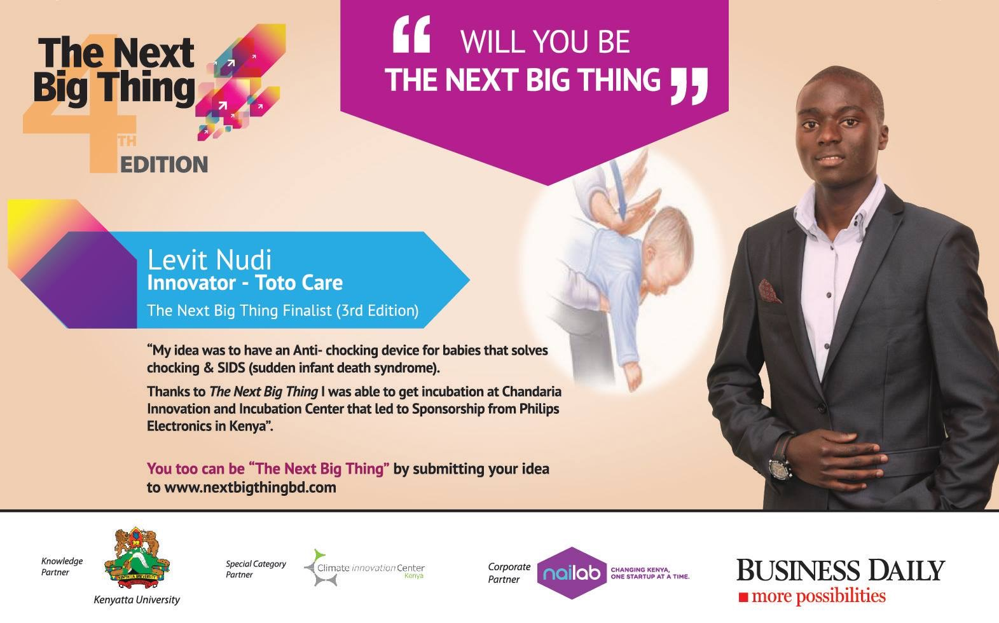 The Next
Big Thing
4TH
EDITION
“ WILL YOU BE
THE NEXT BIG THING ”
Levit Nudi
Innovator - Toto Care
The Next Big Thing Finalist (3rd Edition)
“My idea was to have an Anti- chocking device for babies that solves
chocking & SIDS (sudden infant death syndrome).
Thanks to The Next Big Thing I was able to get incubation at Chandaria
Innovation and Incubation Center that led to Sponsorship from Philips
Electronics in Kenya”.
You too can be “The Next Big Thing” by submitting your idea
to www.nextbigthingbd.com
Knowledge
Partner
KENYATTA UNIVERSITY
Kenyatta University
Special Category
Partner
Climate innovation Center
Kenya
Corporate
Partner
nailab
CHANGING KENYA,
ONE STARTUP AT A TIME.
BUSINESS DAILY
more possibilities